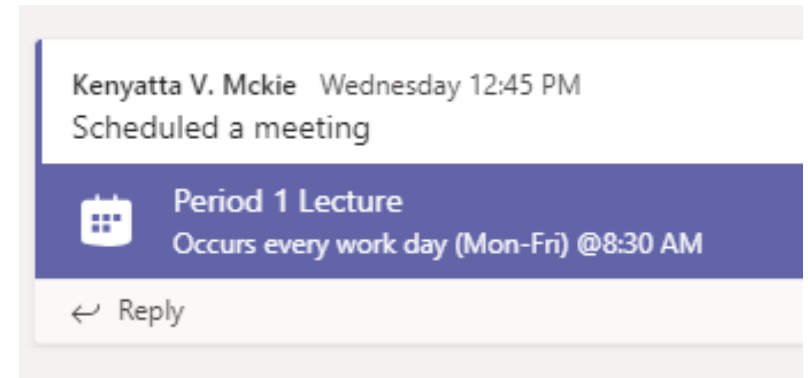 Kenyatta V. Mckie Wednesday 12:45 PM
Scheduled a meeting
Period 1 Lecture
Occurs every work day (Mon-Fri) @8:30 AM
Reply